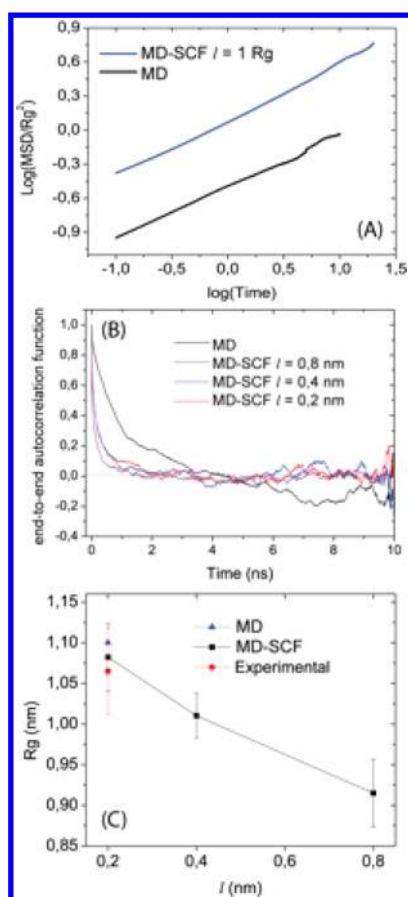 0,9
0,6
0,3
0,0
-0,3
-0,6
-0,9
Log(MSD/Rg²)
MD-SCF l = 1 Rg
MD
(A)
-1,0 -0,5 0,0 0,5 1,0 1,5
log(Time)
(B)
1,0
0,8
0,6
0,4
0,2
0,0
-0,2
-0,4
end-to-end autocorrelation function
MD
MD-SCF l = 0,8 nm
MD-SCF l = 0,4 nm
MD-SCF l = 0,2 nm
0 2 4 6 8 10
Time (ns)
1,15
1,10
1,05
1,00
0,95
0,90
0,85
Rg (nm)
MD
MD-SCF
Experimental
(C)
0,2 0,4 0,6 0,8
l (nm)